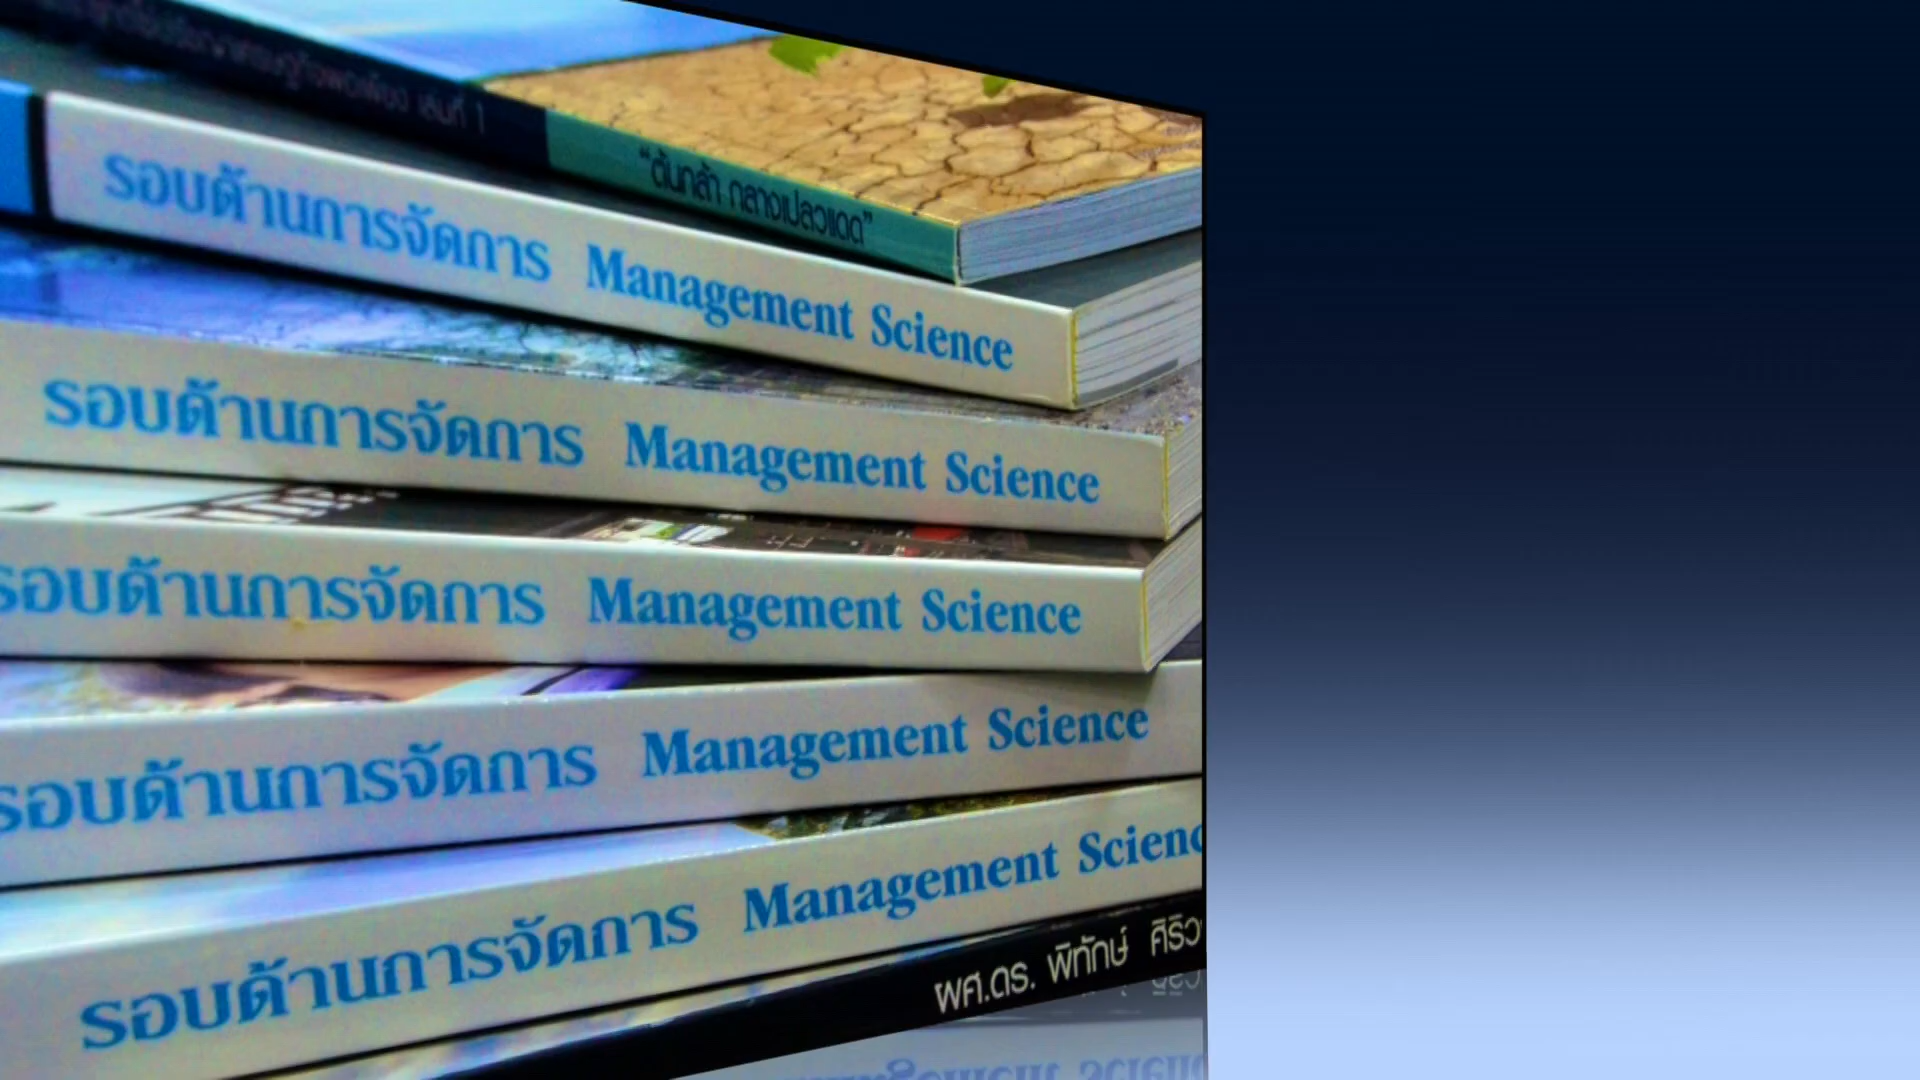 เล่มที่ 1
“ต้นกล้า กลางเปลวแดด”
รอบด้านการจัดการ Management Science
รอบด้านการจัดการ Management Science
รอบด้านการจัดการ Management Science
รอบด้านการจัดการ Management Science
รอบด้านการจัดการ Management Scienc
ผศ.ดร. พิทักษ์ ศิริว